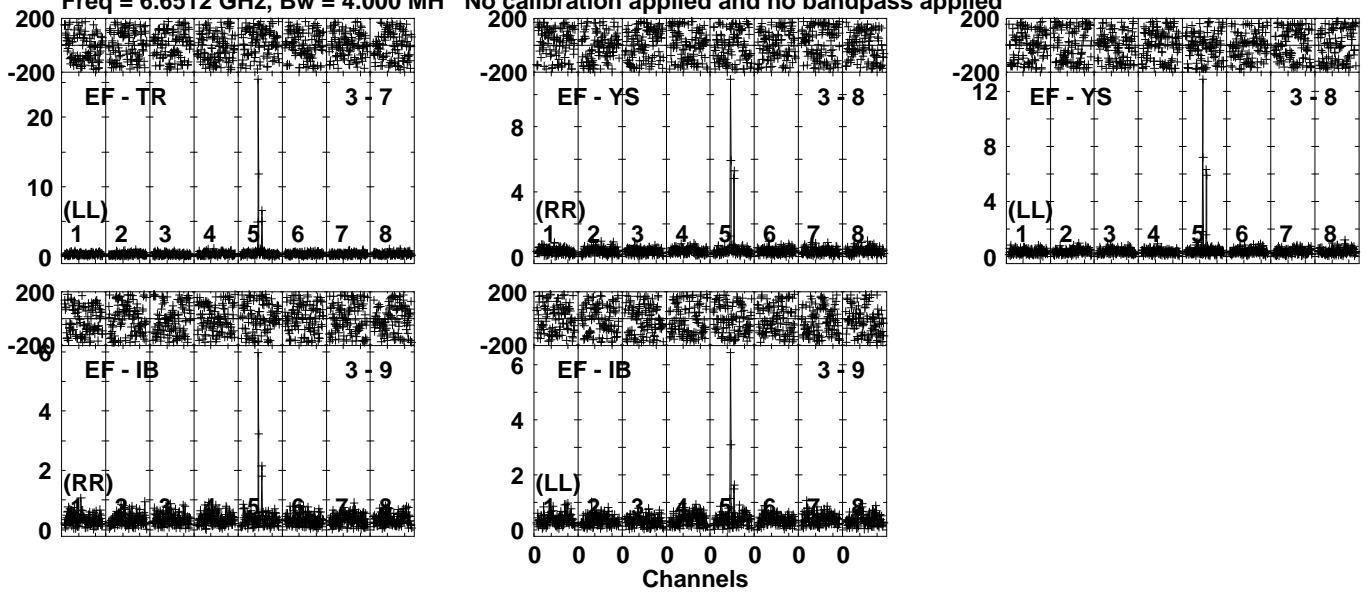 Freq = 6.6512 GHz, Bw = 4.000 MH No calibration applied and no bandpass applied
200
-200
20
10
0
EF - TR 3 - 7
(LL)
1 2 3 4 5 6 7 8
200
-200
8
4
0
EF - YS 3 - 8
(RR)
1 2 3 4 5 6 7 8
200
-200
12
8
4
0
EF - YS 3 - 8
(LL)
1 2 3 4 5 6 7 8
200
-200
6
4
2
0
EF - IB 3 - 9
(RR)
1 2 3 4 5 6 7 8
200
-200
6
4
2
0
EF - IB 3 - 9
(LL)
1 2 3 4 5 6 7 8
0 0 0 0 0 0 0 0
Channels